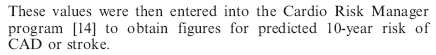 These values were then entered into the Cardio Risk Manager
program [14] to obtain figures for predicted 10-year risk of
CAD or stroke.